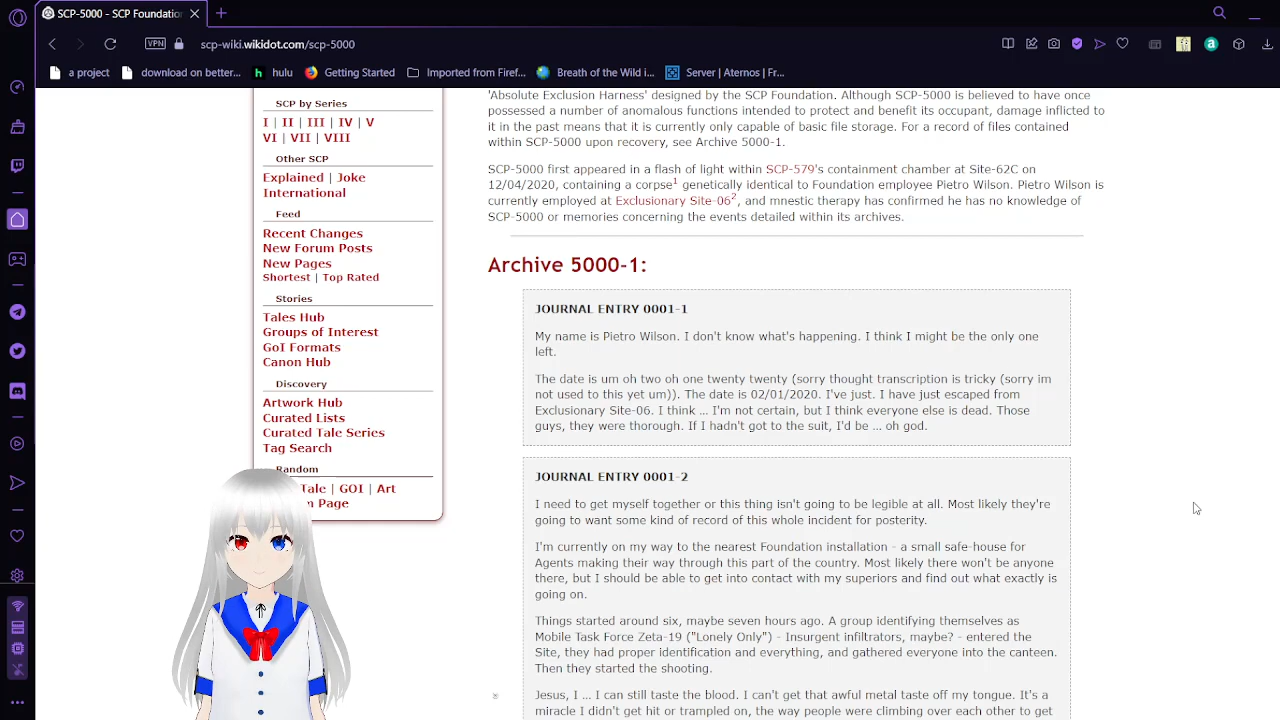 SCP-5000 - SCP Foundation
VPN
scp-wiki.wikidot.com/scp-5000
a project
download on better...
hulu
Getting Started
Imported from Firef...
Breath of the Wild i...
Server | Aternos | Fr...
SCP by Series
I | II | III | IV | V
VI | VII | VIII
Other SCP
Explained | Joke
International
Feed
Recent Changes
New Forum Posts
New Pages
Shortest | Top Rated
Stories
Tales Hub
Groups of Interest
GoI Formats
Canon Hub
Discovery
Artwork Hub
Curated Lists
Curated Tale Series
Tag Search
Random
Tale | GOI | Art
Page
'Absolute Exclusion Harness' designed by the SCP Foundation. Although SCP-5000 is believed to have once
possessed a number of anomalous functions intended to protect and benefit its occupant, damage inflicted to
it in the past means that it is currently only capable of basic file storage. For a record of files contained
within SCP-5000 upon recovery, see Archive 5000-1.
SCP-5000 first appeared in a flash of light within SCP-579's containment chamber at Site-62C on
12/04/2020, containing a corpse1 genetically identical to Foundation employee Pietro Wilson. Pietro Wilson is
currently employed at Exclusionary Site-062, and mnestic therapy has confirmed he has no knowledge of
SCP-5000 or memories concerning the events detailed within its archives.
Archive 5000-1:
JOURNAL ENTRY 0001-1
My name is Pietro Wilson. I don't know what's happening. I think I might be the only one
left.
The date is um oh two oh one twenty twenty (sorry thought transcription is tricky (sorry im
not used to this yet um)). The date is 02/01/2020. I've just. I have just escaped from
Exclusionary Site-06. I think ... I'm not certain, but I think everyone else is dead. Those
guys, they were thorough. If I hadn't got to the suit, I'd be ... oh god.
JOURNAL ENTRY 0001-2
I need to get myself together or this thing isn't going to be legible at all. Most likely they're
going to want some kind of record of this whole incident for posterity.
I'm currently on my way to the nearest Foundation installation - a small safe-house for
Agents making their way through this part of the country. Most likely there won't be anyone
there, but I should be able to get into contact with my superiors and find out what exactly is
going on.
Things started around six, maybe seven hours ago. A group identifying themselves as
Mobile Task Force Zeta-19 ("Lonely Only") - Insurgent infiltrators, maybe? - entered the
Site, they had proper identification and everything, and gathered everyone into the canteen.
Then they started the shooting.
Jesus, I ... I can still taste the blood. I can't get that awful metal taste off my tongue. It's a
miracle I didn't get hit or trampled on, the way people were climbing over each other to get